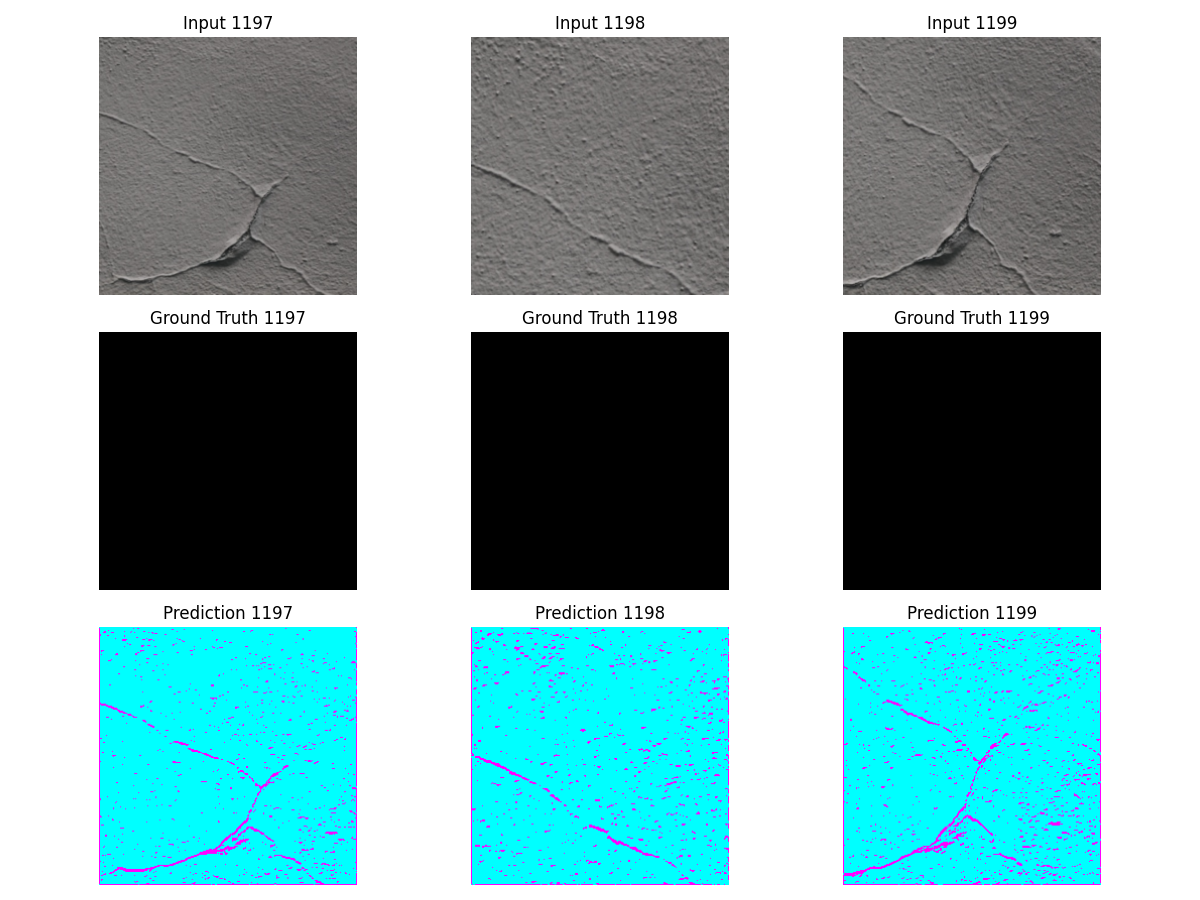 Input 1197
Input 1198
Input 1199
Ground Truth 1197
Ground Truth 1198
Ground Truth 1199
Prediction 1197
Prediction 1198
Prediction 1199